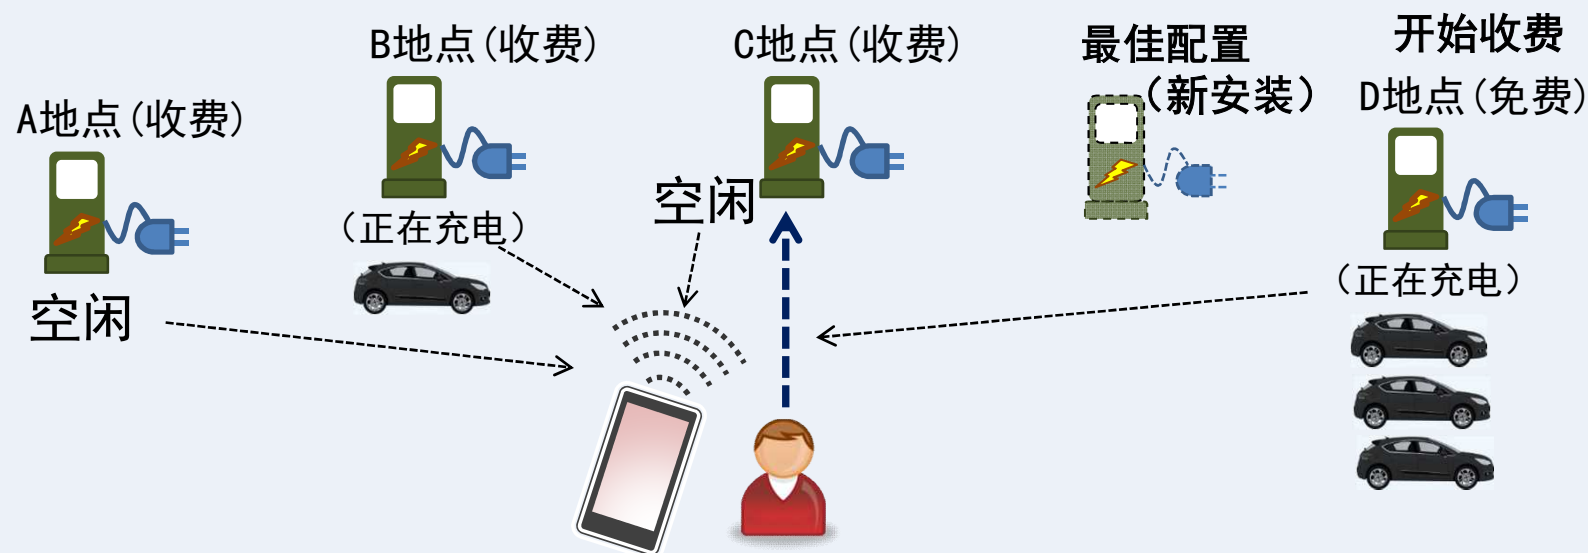 A地点(收费)
空闲
B地点(收费)
（正在充电）
C地点(收费)
空闲
最佳配置
（新安装）
开始收费
D地点(免费)
（正在充电）